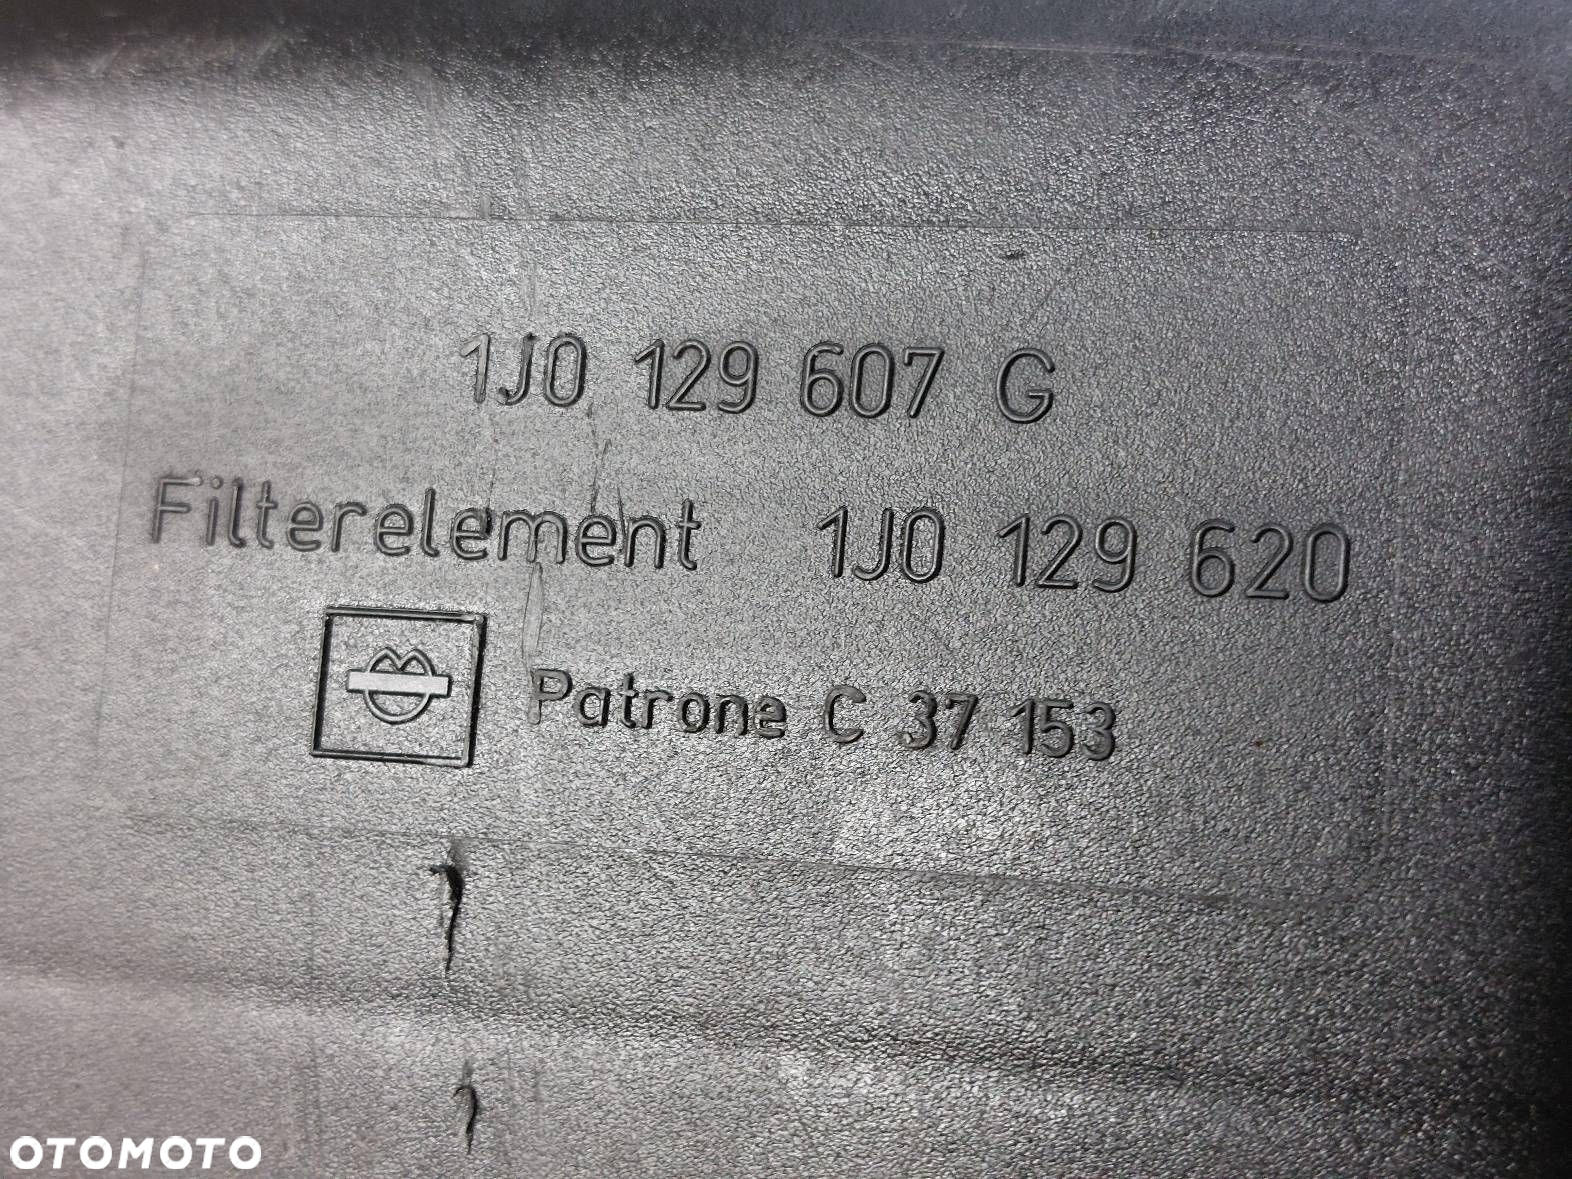 1J0 129 607 G
Filterelement 1J0 129 620
Patrone C 37 153
OTOMOTO